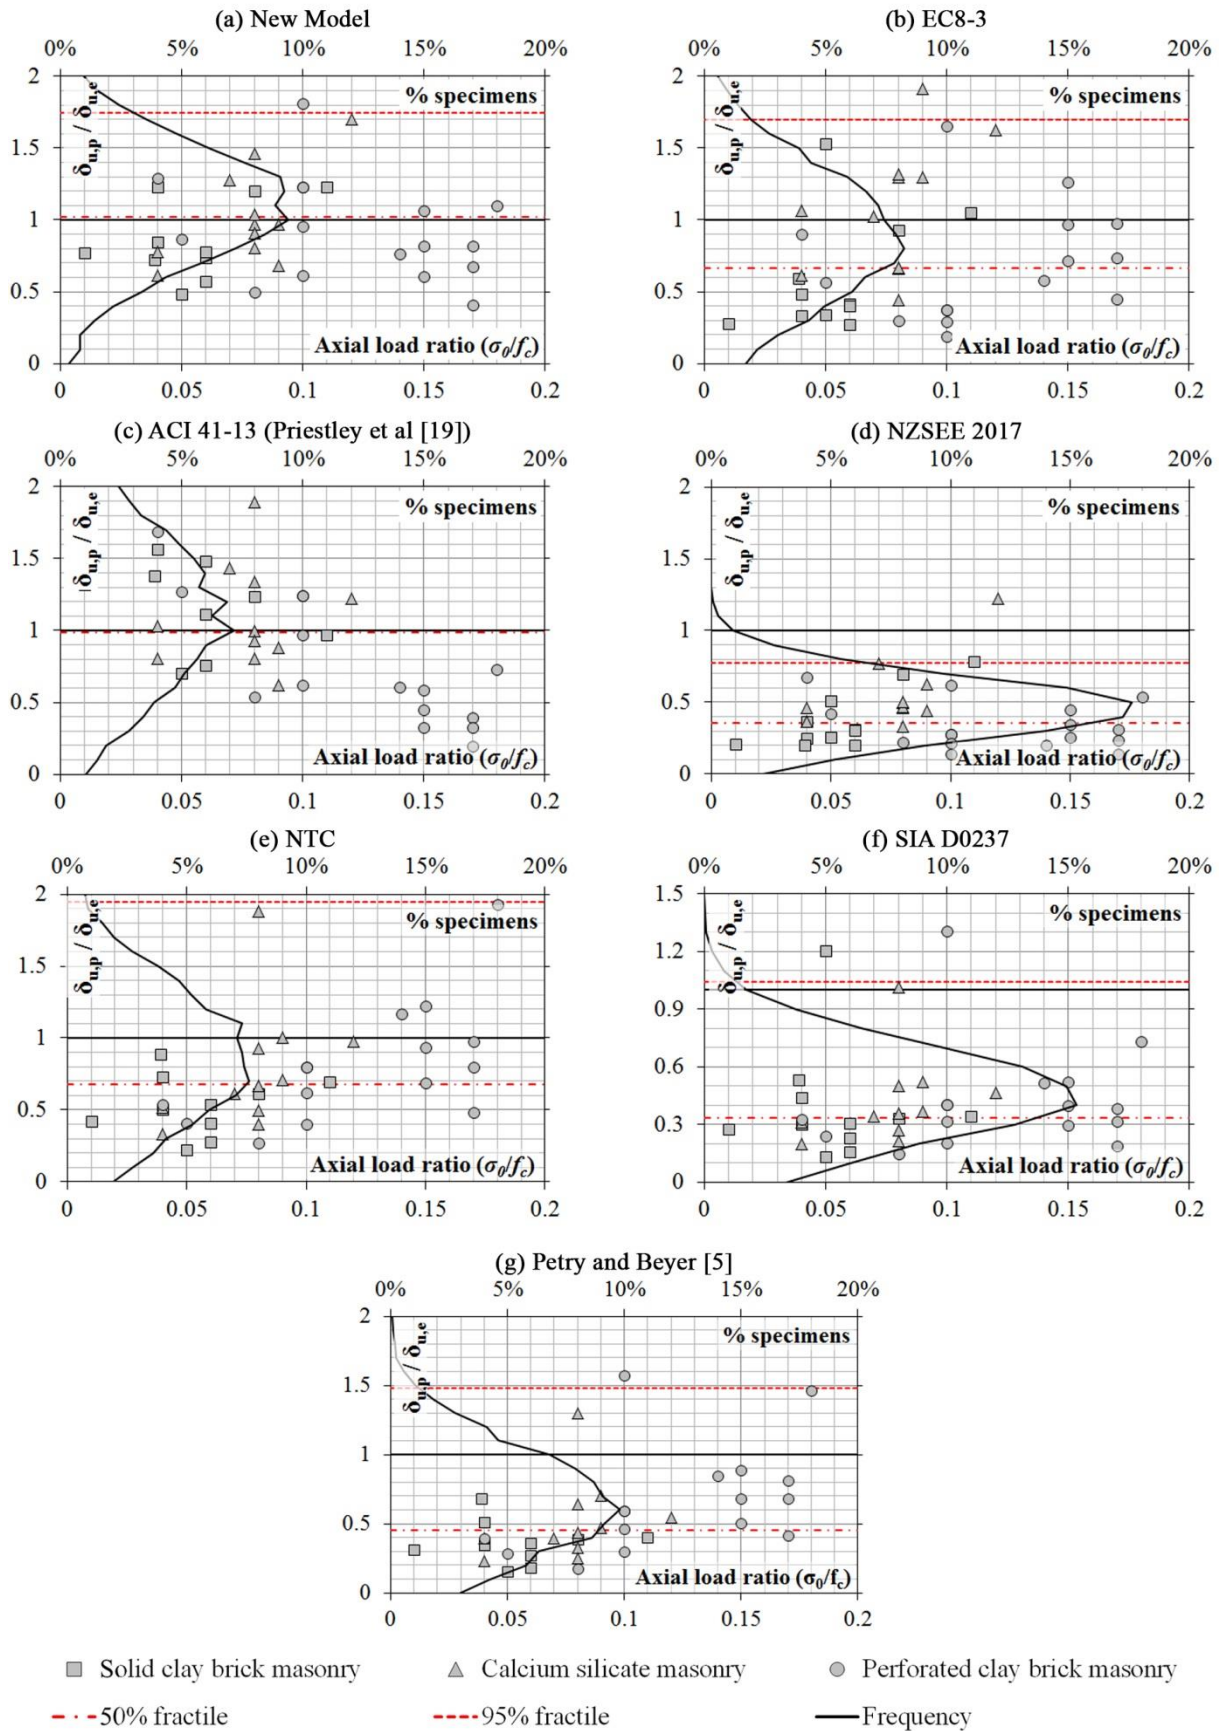 (a) New Model
0% 5% 10% 15% 20%
2
1.5
1
0.5
0
δu,p / δu,e
% specimens
Axial load ratio (σ0/fc)
0 0.05 0.1 0.15 0.2
(b) EC8-3
0% 5% 10% 15% 20%
2
1.5
1
0.5
0
δu,p / δu,e
% specimens
Axial load ratio (σ0/fc)
0 0.05 0.1 0.15 0.2
(c) ACI 41-13 (Priestley et al [19])
0% 5% 10% 15% 20%
2
1.5
1
0.5
0
δu,p / δu,e
% specimens
Axial load ratio (σ0/fc)
0 0.05 0.1 0.15 0.2
(d) NZSEE 2017
0% 5% 10% 15% 20%
2
1.5
1
0.5
0
δu,p / δu,e
% specimens
Axial load ratio (σ0/fc)
0 0.05 0.1 0.15 0.2
(e) NTC
0% 5% 10% 15% 20%
2
1.5
1
0.5
0
δu,p / δu,e
% specimens
Axial load ratio (σ0/fc)
0 0.05 0.1 0.15 0.2
(f) SIA D0237
0% 5% 10% 15% 20%
1.5
1.2
0.9
0.6
0.3
0
δu,p / δu,e
% specimens
Axial load ratio (σ0/fc)
0 0.05 0.1 0.15 0.2
(g) Petry and Beyer [5]
0% 5% 10% 15% 20%
2
1.5
1
0.5
0
δu,p / δu,e
% specimens
Axial load ratio (σ0/fc)
0 0.05 0.1 0.15 0.2
Solid clay brick masonry
Calcium silicate masonry
Perforated clay brick masonry
50% fractile
95% fractile
Frequency